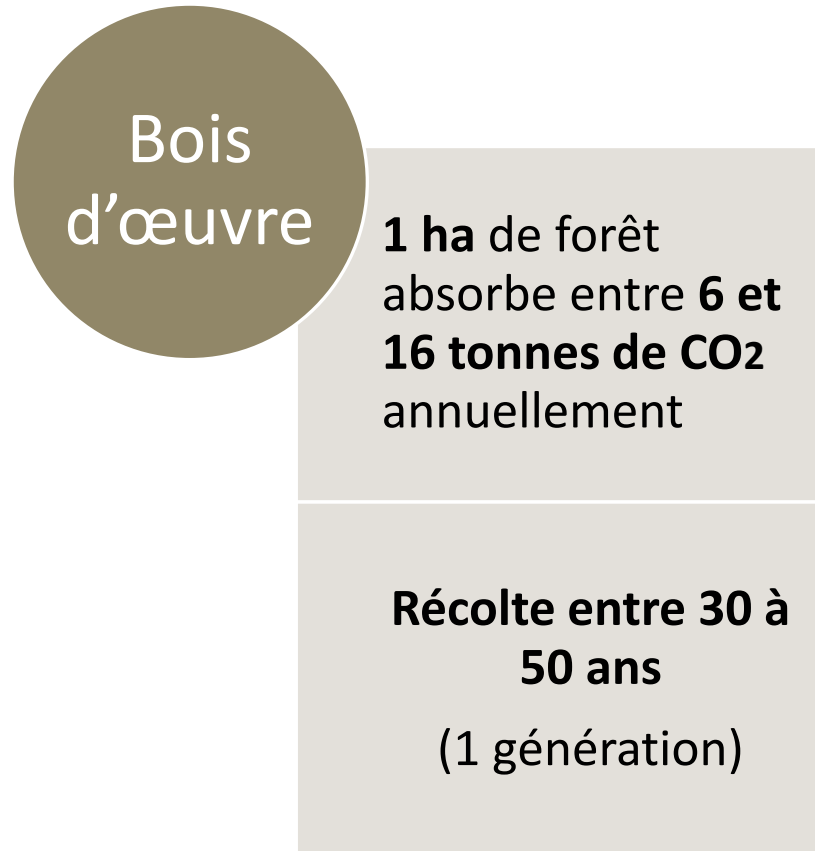 Bois
d’œuvre
1 ha de forêt
absorbe entre 6 et
16 tonnes de CO2
annuellement
Récolte entre 30 à
50 ans
(1 génération)